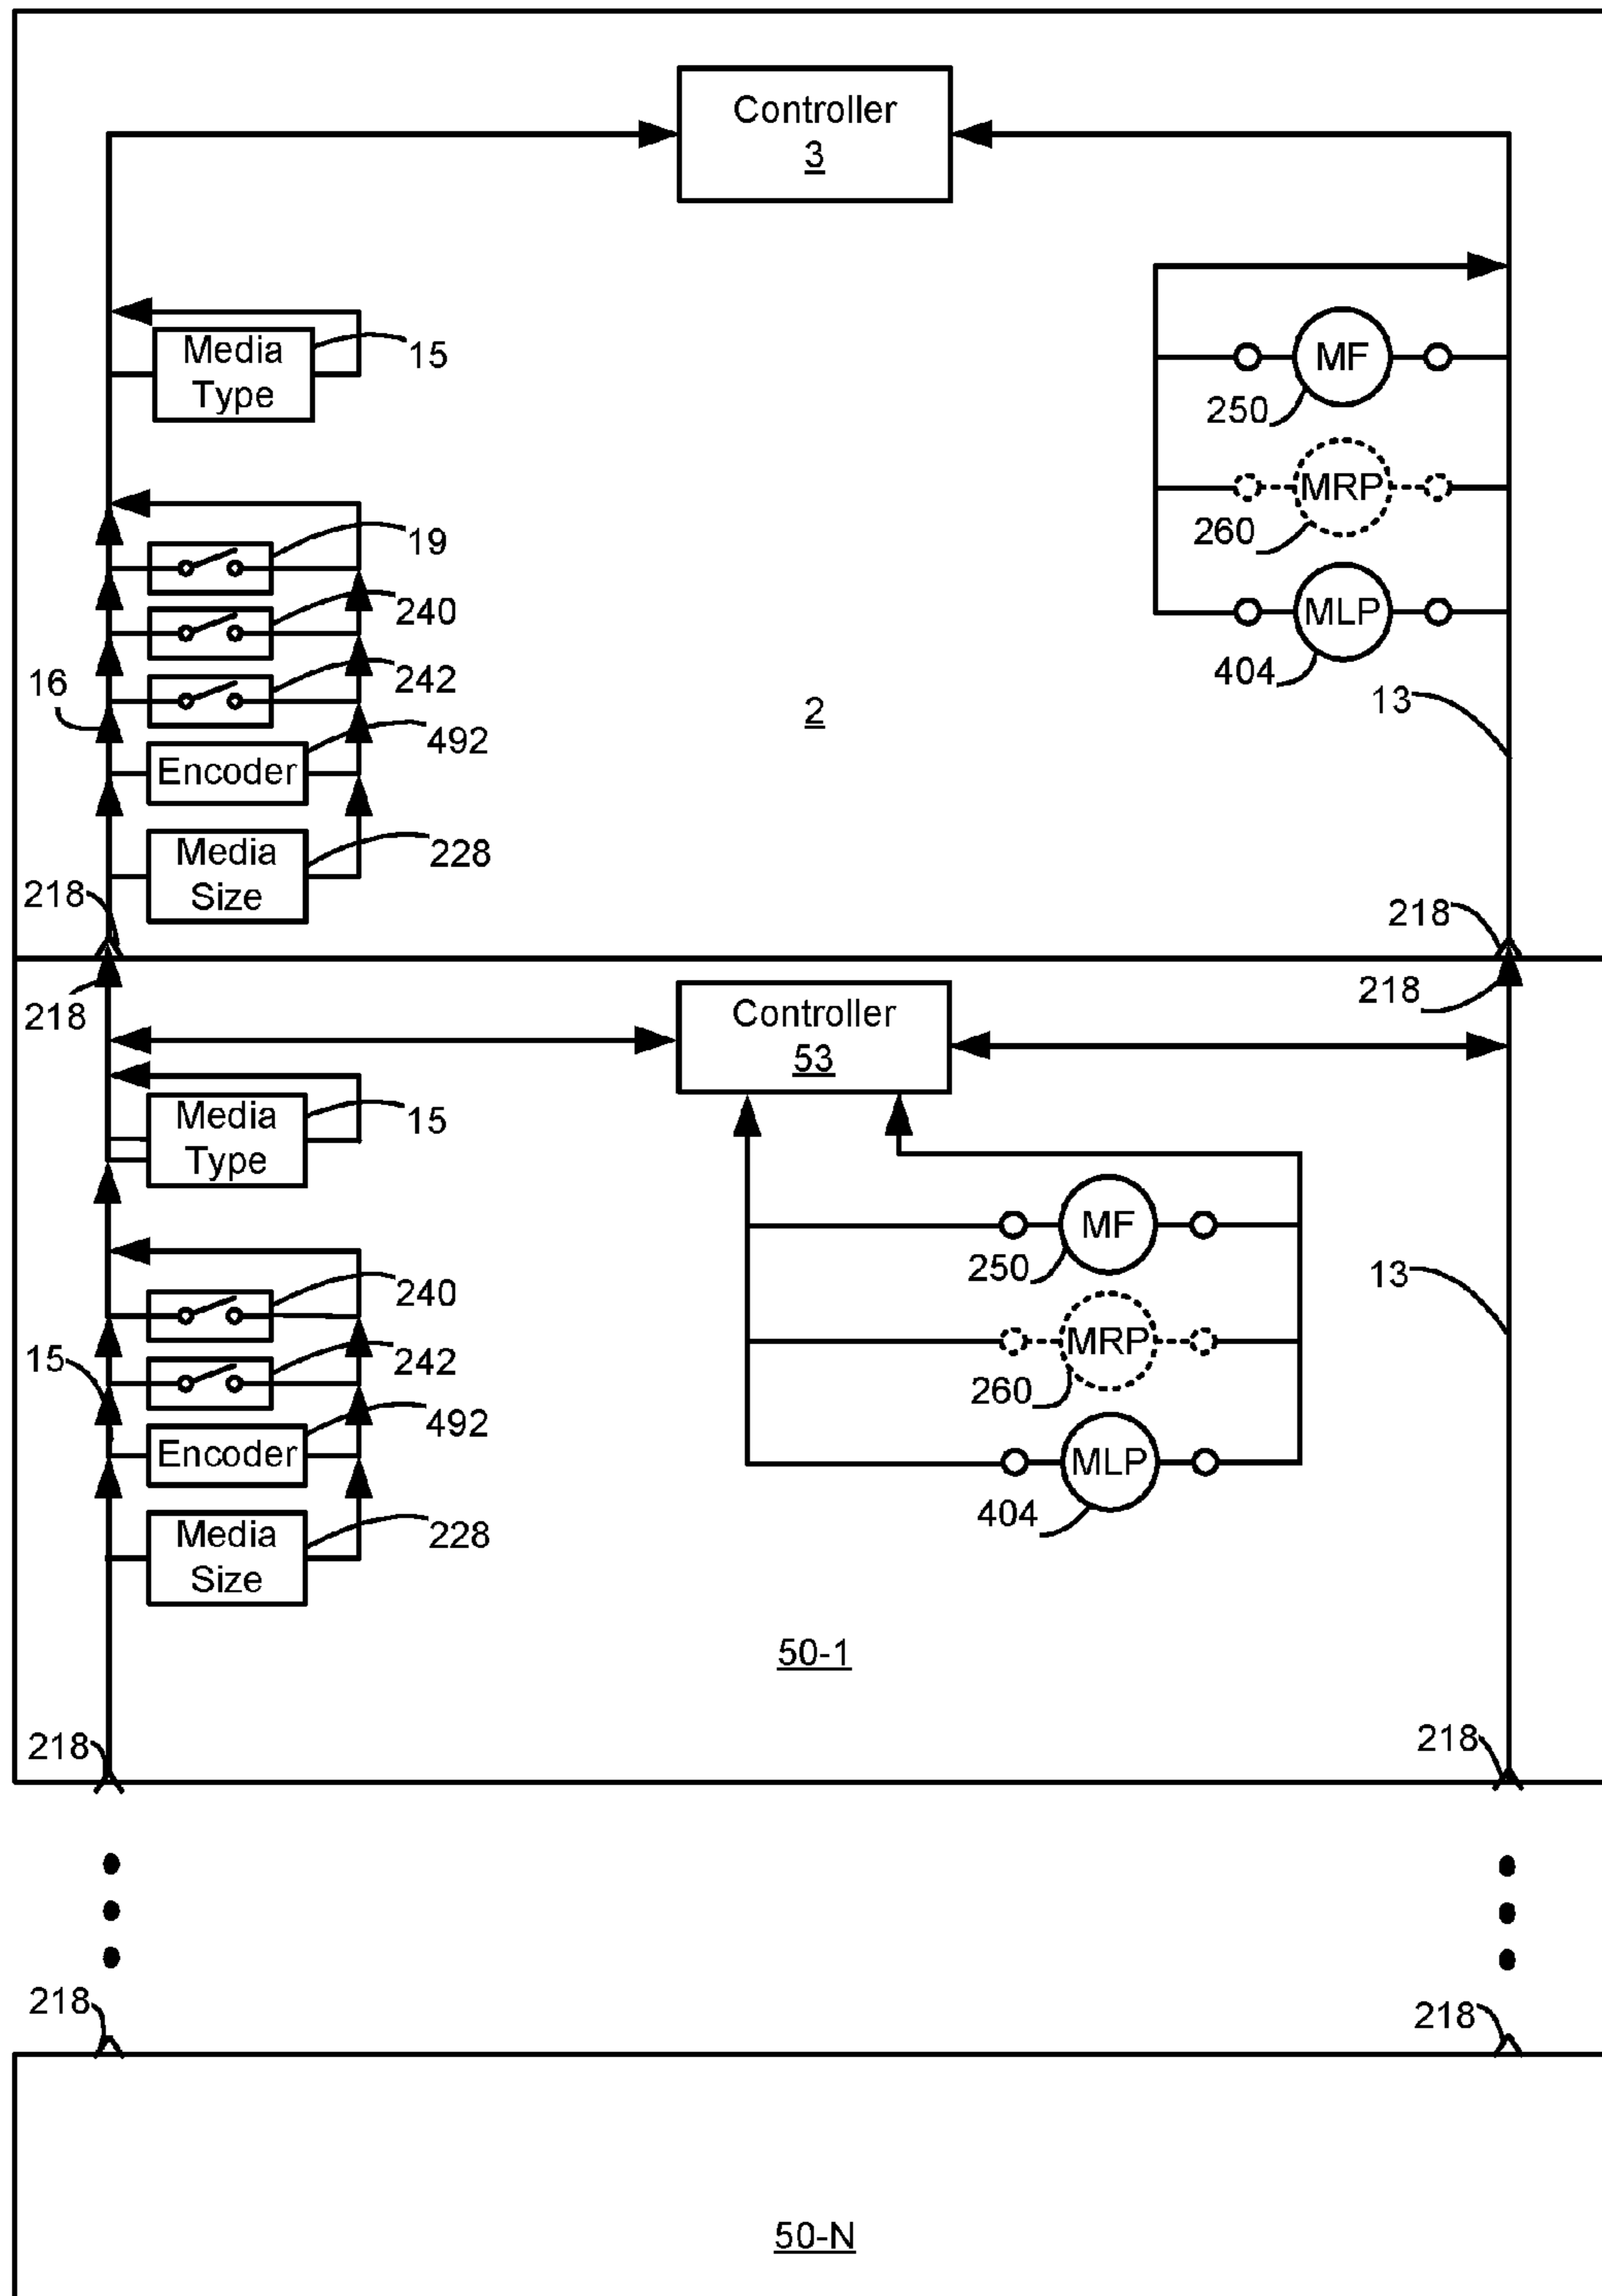 Controller
3
Media
Type
15
MF
250
MRP
260
19
240
MLP
404
242
16
2
13
492
Encoder
Media
Size
228
218
218
218
218
Controller
53
Media
Type
15
MF
250
13
240
MRP
260
242
15
492
Encoder
MLP
404
Media
Size
228
50-1
218
218
218
218
50-N